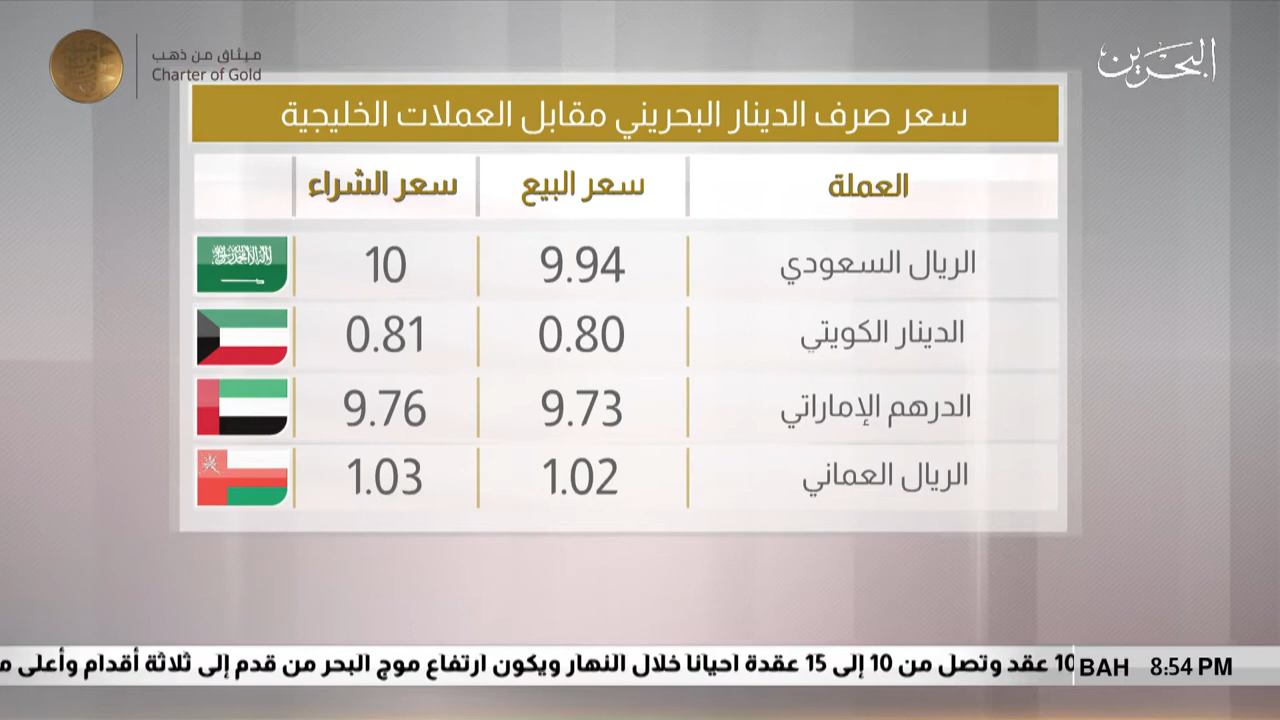 ميثاق من ذهب
Charter of Gold
البحرين
سعر صرف الدينار البحريني مقابل العملات الخليجية
العملة سعر البيع سعر الشراء
الريال السعودي 9.94 10
الدينار الكويتي 0.80 0.81
الدرهم الإماراتي 9.73 9.76
الريال العماني 1.02 1.03
10 عقد وتصل من 10 إلى 15 عقدة احيانا خلال النهار ويكون ارتفاع موج البحر من قدم إلى ثلاثة أقدام وأعلى م
BAH 8:54 PM